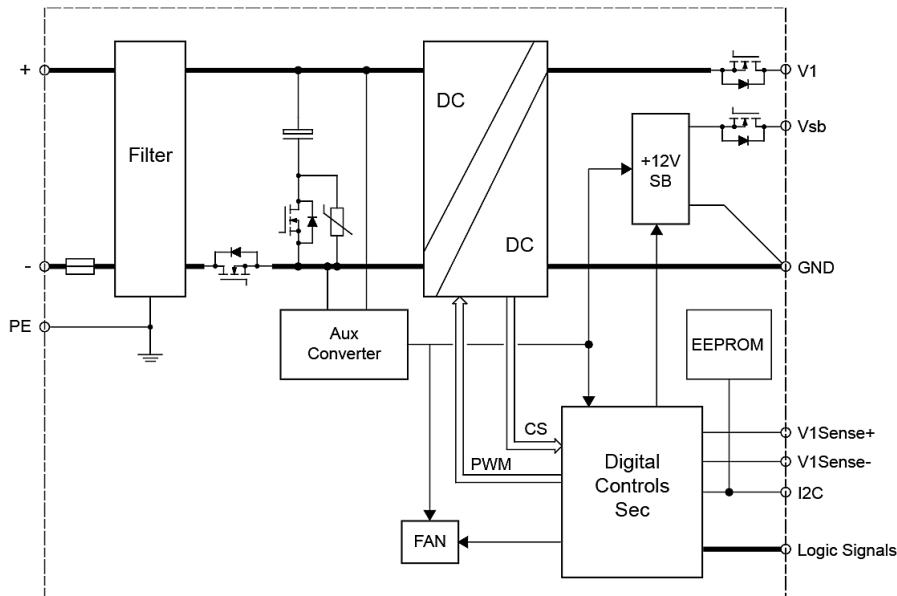 +
V1
DC
Vsb
Filter
+12V
SB
DC
-
GND
PE
Aux
Converter
EEPROM
CS
V1Sense+
PWM
Digital
Controls
Sec
V1Sense-
I2C
FAN
Logic Signals